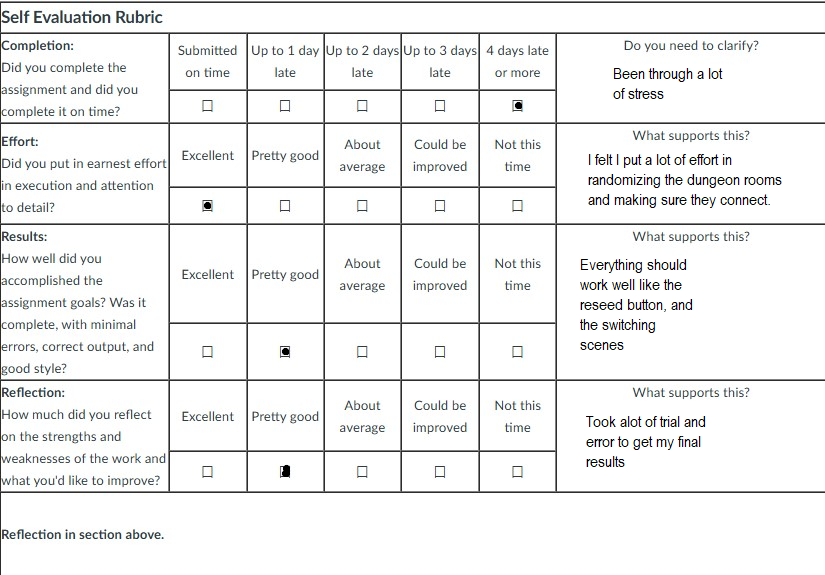 Self Evaluation Rubric
Completion:
Did you complete the
assignment and did you
complete it on time?
Submitted
on time
Up to 1 day
late
Up to 2 days
late
Up to 3 days
late
4 days late
or more
Do you need to clarify?
Been through a lot
of stress
Effort:
Did you put in earnest effort
in execution and attention
to detail?
Excellent
Pretty good
About
average
Could be
improved
Not this
time
What supports this?
I felt I put a lot of effort in
randomizing the dungeon rooms
and making sure they connect.
Results:
How well did you
accomplished the
assignment goals? Was it
complete, with minimal
errors, correct output, and
good style?
Excellent
Pretty good
About
average
Could be
improved
Not this
time
What supports this?
Everything should
work well like the
reseed button, and
the switching
scenes
Reflection:
How much did you reflect
on the strengths and
weaknesses of the work and
what you'd like to improve?
Excellent
Pretty good
About
average
Could be
improved
Not this
time
What supports this?
Took alot of trial and
error to get my final
results
Reflection in section above.